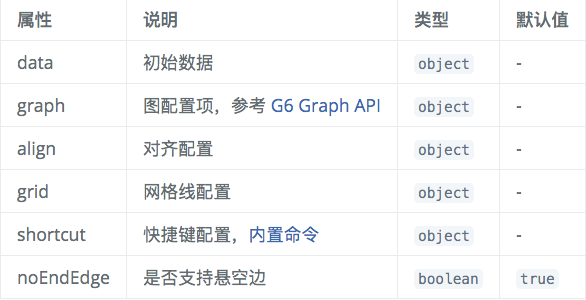 属性 说明 类型 默认值
data 初始数据 object -
graph 图配置项，参考 G6 Graph API object -
align 对齐配置 object -
grid 网格线配置 object -
shortcut 快捷键配置，内置命令 object -
noEndEdge 是否支持悬空边 boolean true